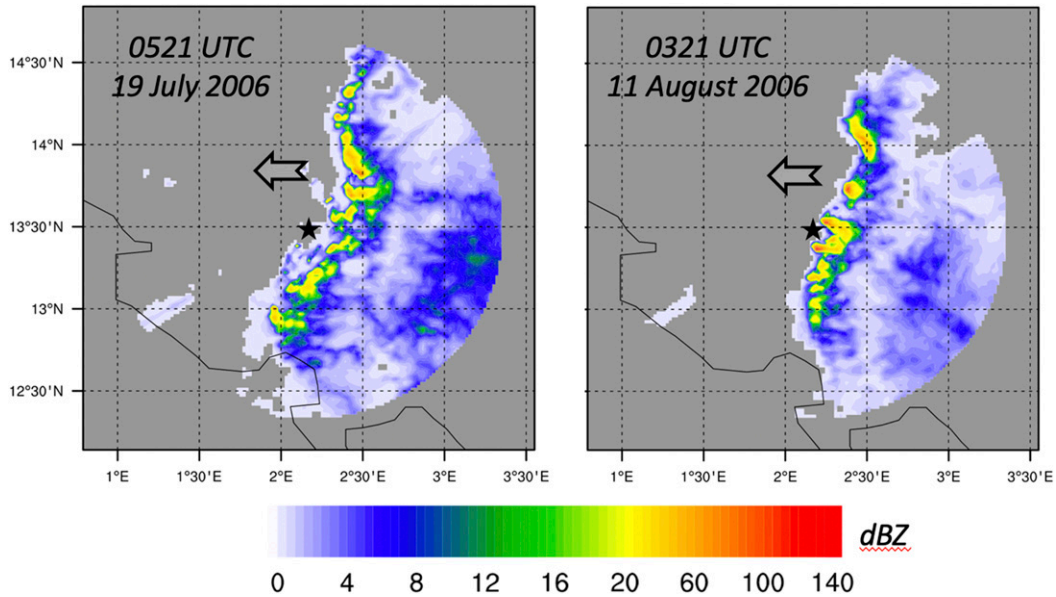 0521 UTC
19 July 2006
0321 UTC
11 August 2006
14°30'N
14°N
13°30'N
13°N
12°30'N
1°E 1°30'E 2°E 2°30'E 3°E 3°30'E
1°E 1°30'E 2°E 2°30'E 3°E 3°30'E
dBZ
0 4 8 12 16 20 60 100 140